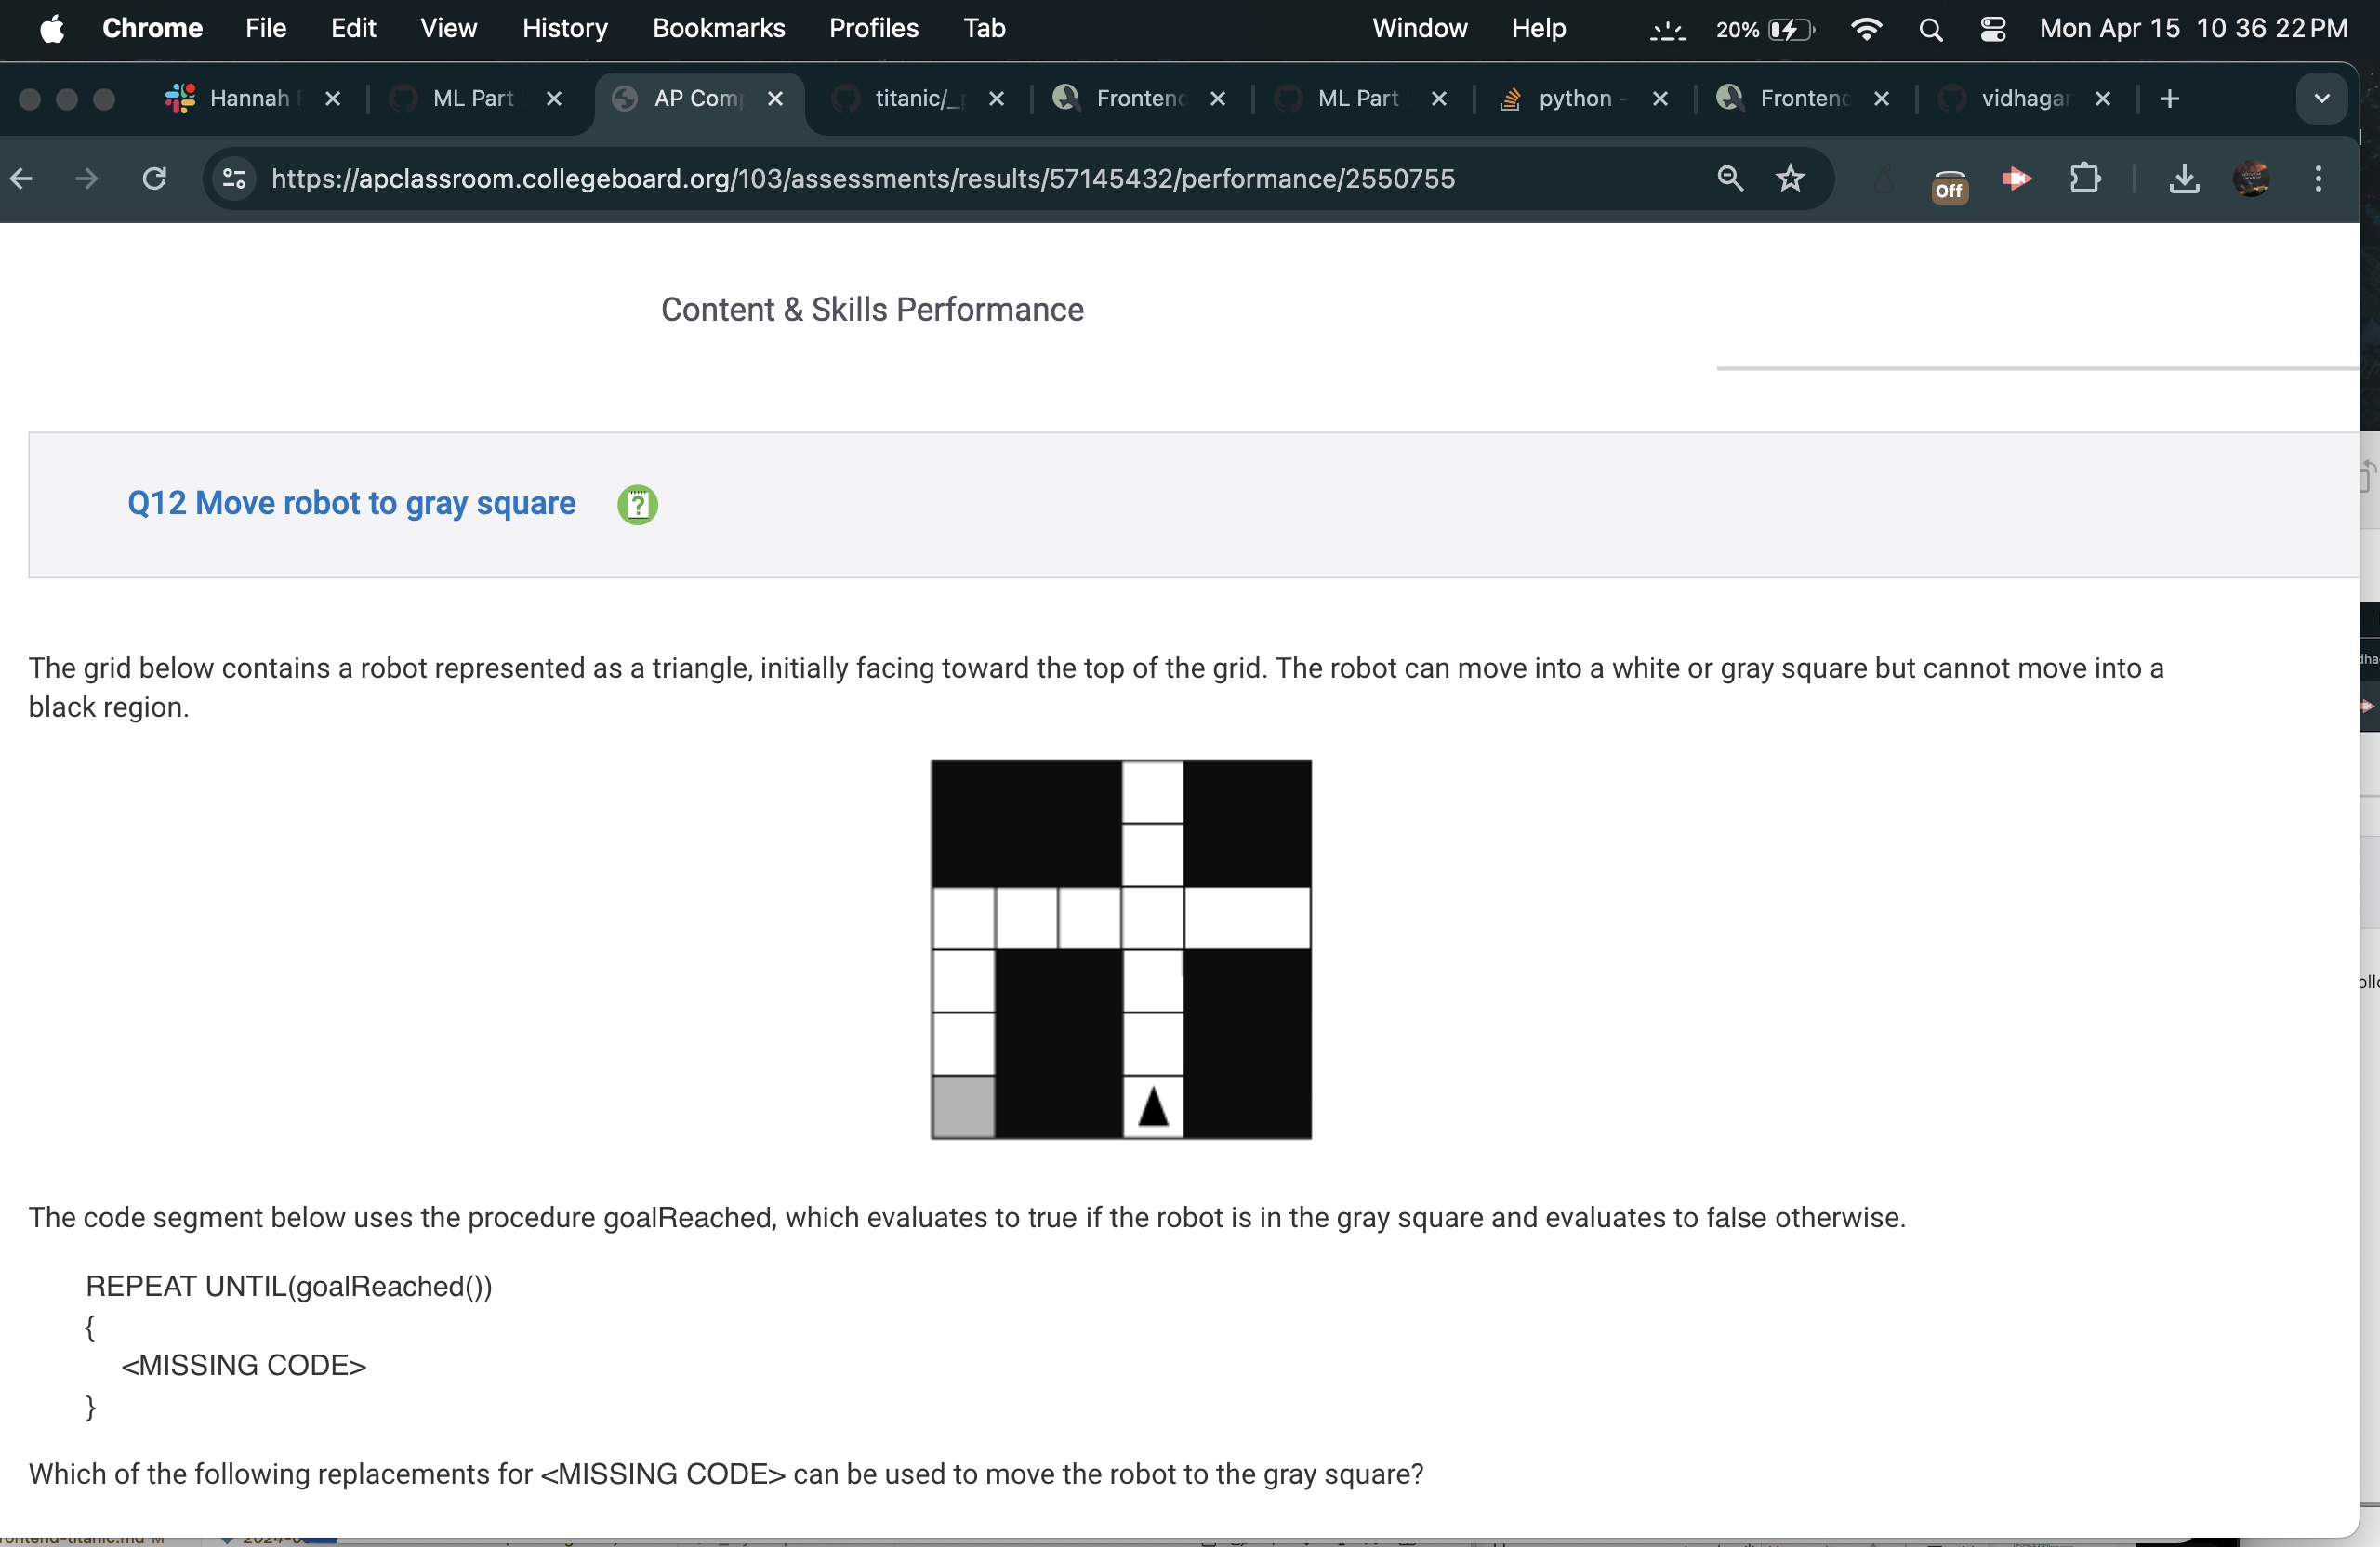 Chrome File Edit View History Bookmarks Profiles Tab Window Help 20% Mon Apr 15 10 36 22 PM
Hannah ML Part AP Com titanic/_ Frontend ML Part python - Frontend vidhagar
https://apclassroom.collegeboard.org/103/assessments/results/57145432/performance/2550755 Off
Content & Skills Performance
Q12 Move robot to gray square ?
The grid below contains a robot represented as a triangle, initially facing toward the top of the grid. The robot can move into a white or gray square but cannot move into a
black region.
The code segment below uses the procedure goalReached, which evaluates to true if the robot is in the gray square and evaluates to false otherwise.
REPEAT UNTIL(goalReached())
{
<MISSING CODE>
}
Which of the following replacements for <MISSING CODE> can be used to move the robot to the gray square?